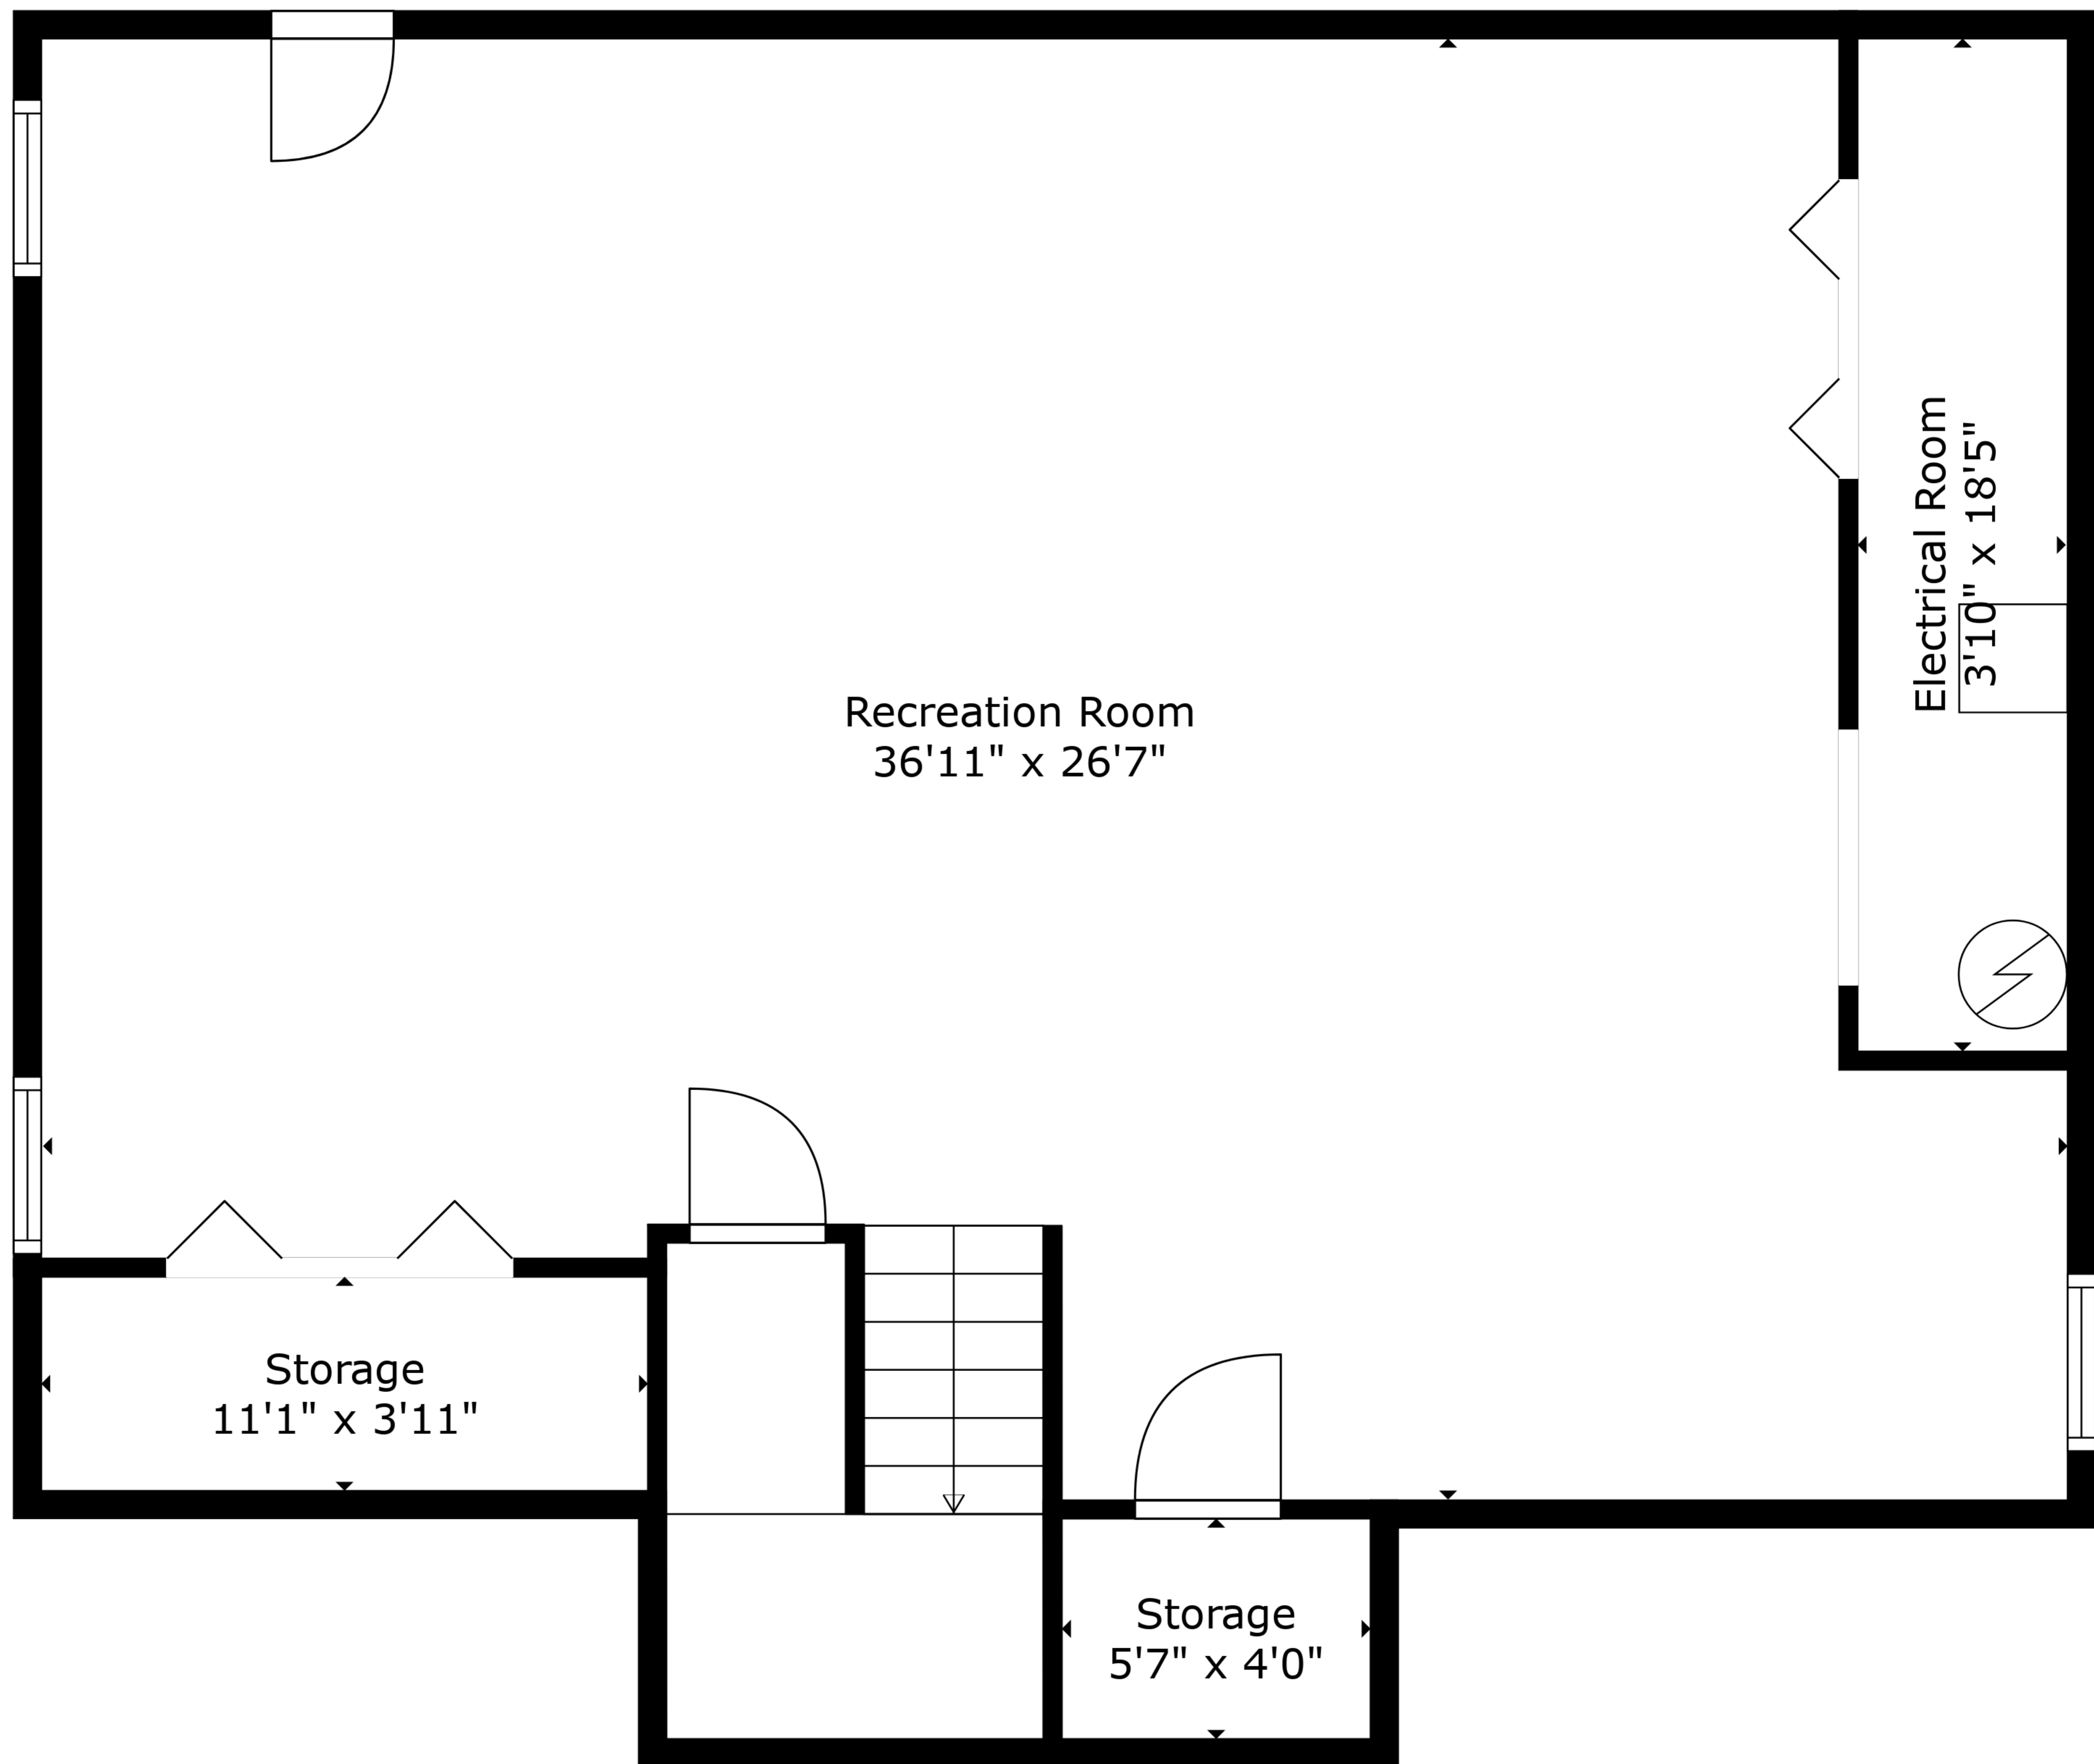 Electrical Room
3'10" x 18'5"
Recreation Room
36'11" x 26'7"
Storage
11'1" x 3'11"
Storage
5'7" x 4'0"